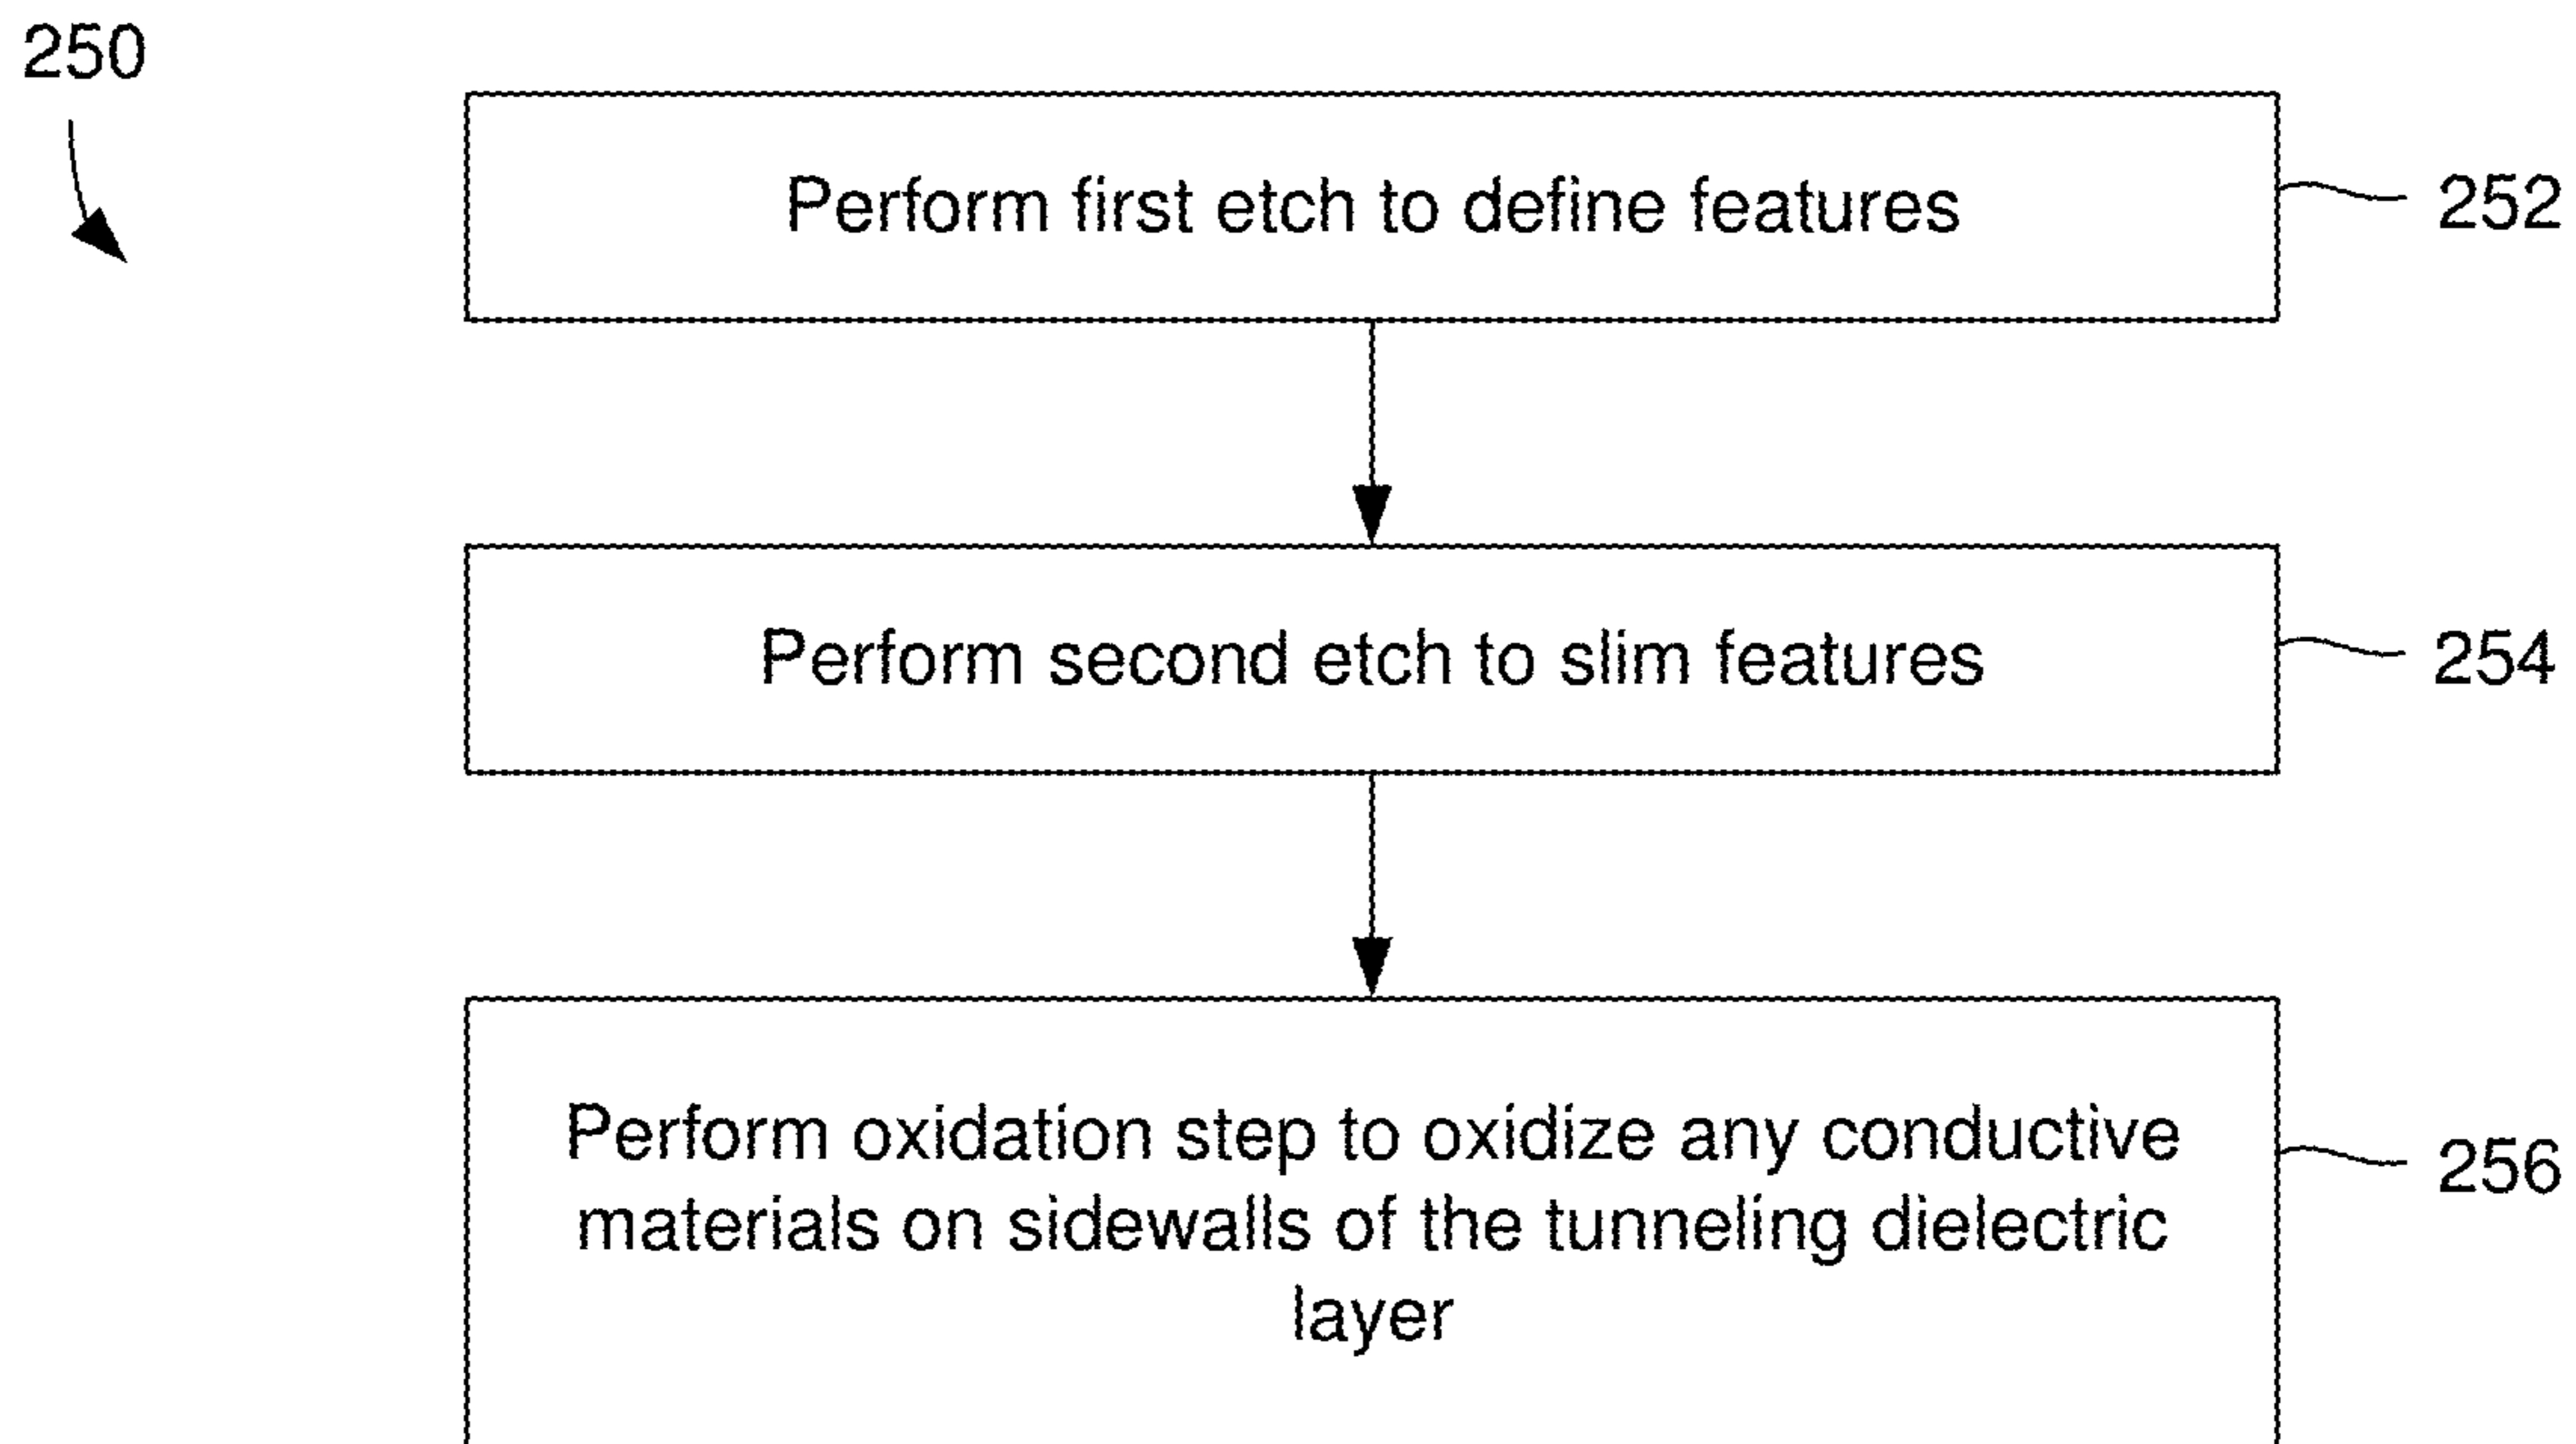 250
Perform first etch to define features
252
Perform second etch to slim features
254
Perform oxidation step to oxidize any conductive
materials on sidewalls of the tunneling dielectric
layer
256